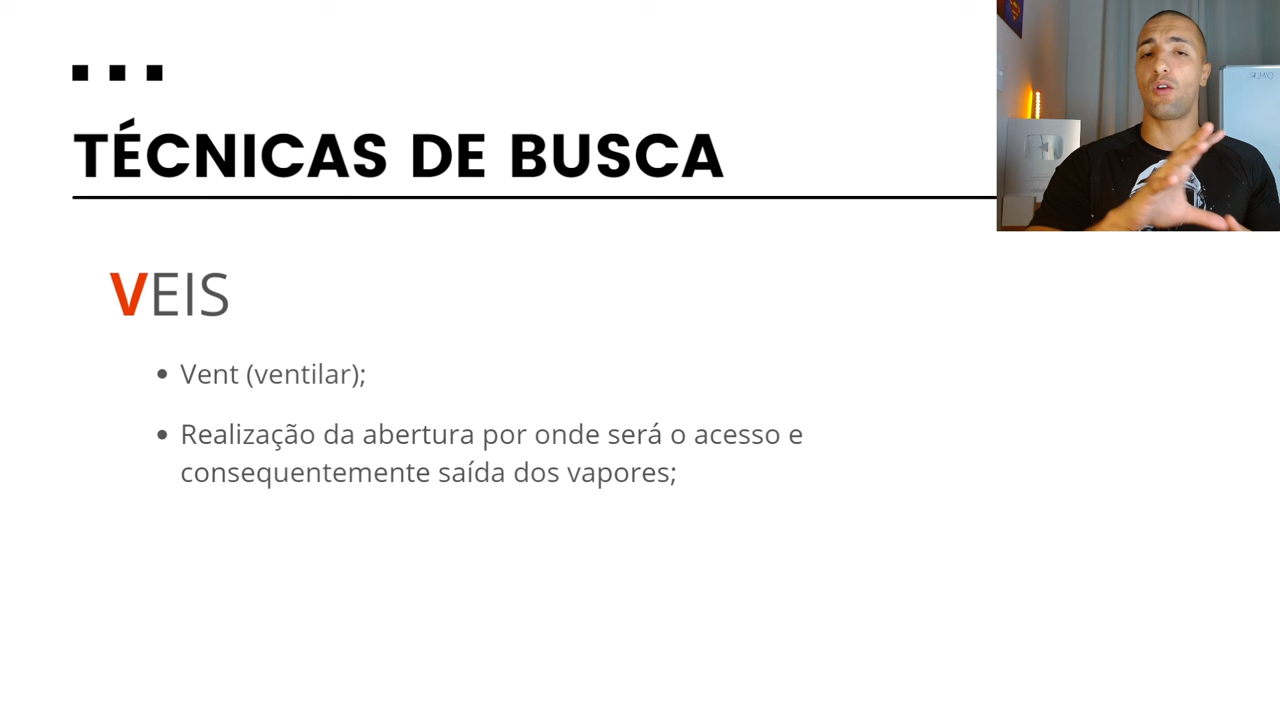 TÉCNICAS DE BUSCA
VEIS
• Vent (ventilar);
• Realização da abertura por onde será o acesso e
consequentemente saída dos vapores;